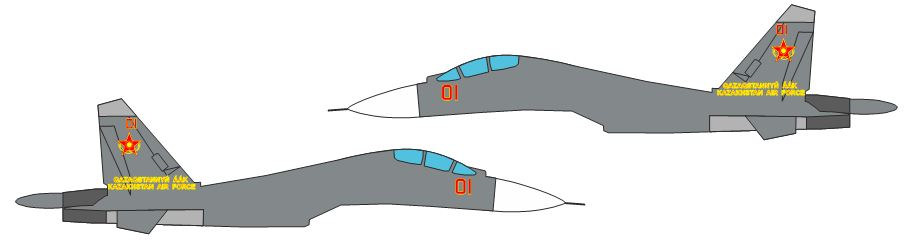 01
01
QAZAQSTANNYŃ ÁÁK
KAZAKHSTAN AIR FORCE
01
QAZAQSTANNYŃ ÁÁK
KAZAKHSTAN AIR FORCE
01